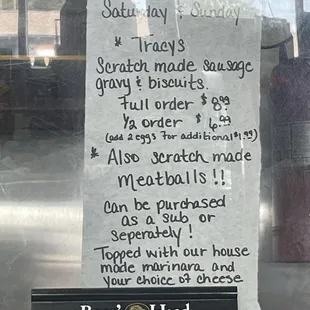 Saturday & Sunday
* Tracys
Scratch made sausage
gravy & biscuits.
Full order $8.99
1/2 order $6.99
(add 2 eggs for additional $1.99)
* Also scratch made
meatballs!!
can be purchased
as a sub or
seperately!
Topped with our house
made marinara and
your choice of cheese